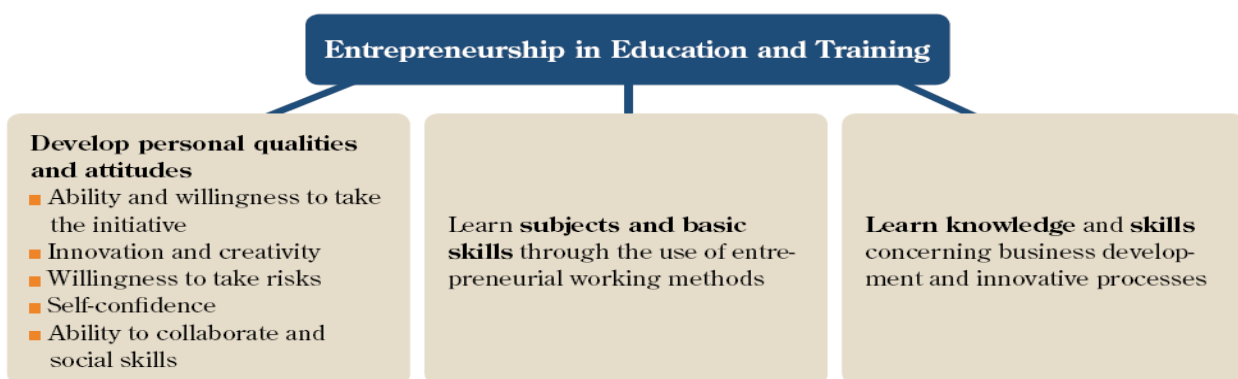 Entrepreneurship in Education and Training
Develop personal qualities
and attitudes
Ability and willingness to take
the initiative
Innovation and creativity
Willingness to take risks
Self-confidence
Ability to collaborate and
social skills
Learn subjects and basic
skills through the use of entre-
preneurial working methods
Learn knowledge and skills
concerning business develop-
ment and innovative processes